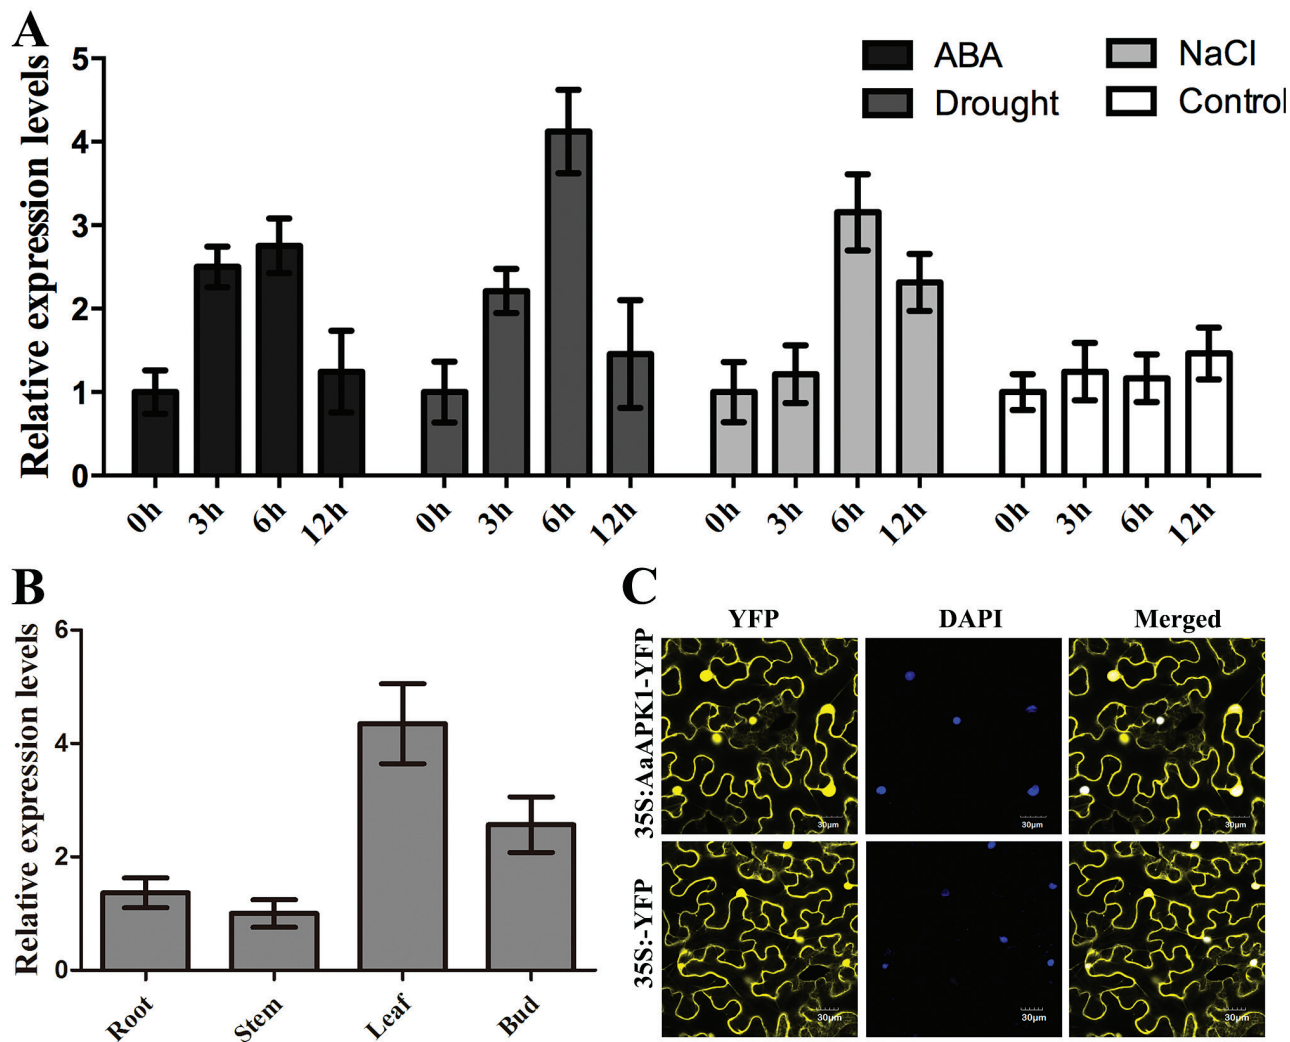 A
Relative expression levels
5
4
3
2
1
0
ABA
Drought
NaCl
Control
0h 3h 6h 12h 0h 3h 6h 12h 0h 3h 6h 12h 0h 3h 6h 12h
B
Relative expression levels
6
4
2
0
Root Stem Leaf Bud
C
YFP DAPI Merged
35S:AaAPK1-YFP
30μm 30μm 30μm
35S:-YFP
30μm 30μm 30μm